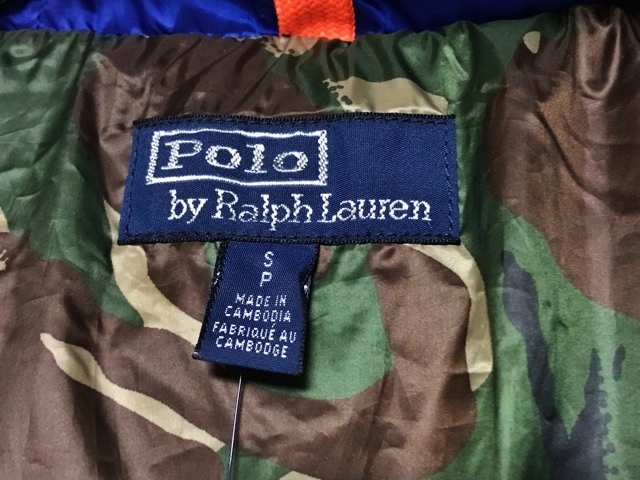 Polo
by Ralph Lauren
S
P
MADE IN
CAMBODIA
FABRIQUÉ AU
CAMBODGE